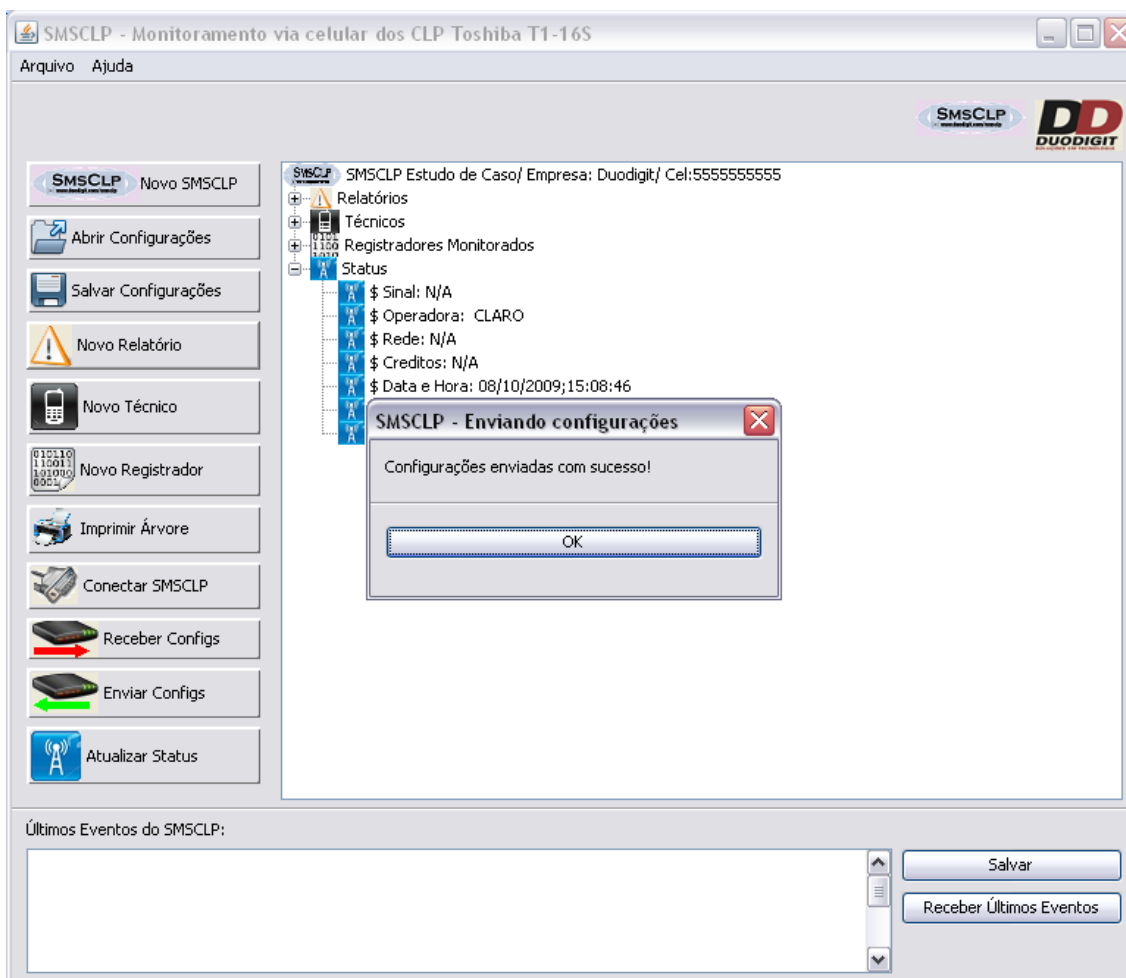 SMSCLP - Monitoramento via celular dos CLP Toshiba T1-16S
Arquivo Ajuda
SMSCLP
DD
DUODIGIT
SMSCLP Novo SMSCLP
Abrir Configurações
Salvar Configurações
Novo Relatório
Novo Técnico
Novo Registrador
Imprimir Árvore
Conectar SMSCLP
Receber Configs
Enviar Configs
Atualizar Status
SMSCLP SMSCLP Estudo de Caso/ Empresa: Duodigit/ Cel:5555555555
Relatórios
Técnicos
Registradores Monitorados
Status
$ Sinal: N/A
$ Operadora: CLARO
$ Rede: N/A
$ Creditos: N/A
$ Data e Hora: 08/10/2009;15:08:46
SMSCLP - Enviando configurações
Configurações enviadas com sucesso!
OK
Últimos Eventos do SMSCLP:
Salvar
Receber Últimos Eventos